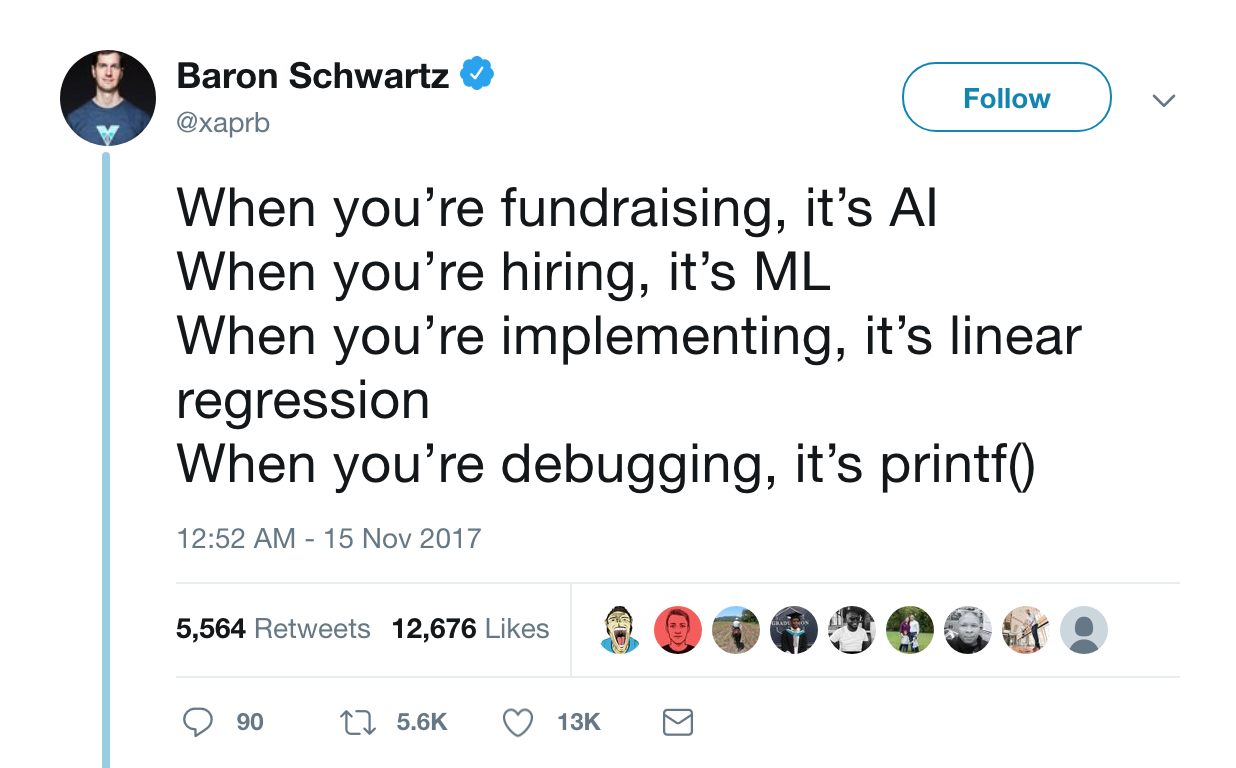 Baron Schwartz
@xaprb
Follow
When you’re fundraising, it’s AI
When you’re hiring, it’s ML
When you’re implementing, it’s linear
regression
When you’re debugging, it’s printf()
12:52 AM - 15 Nov 2017
5,564 Retweets 12,676 Likes
90 5.6K 13K